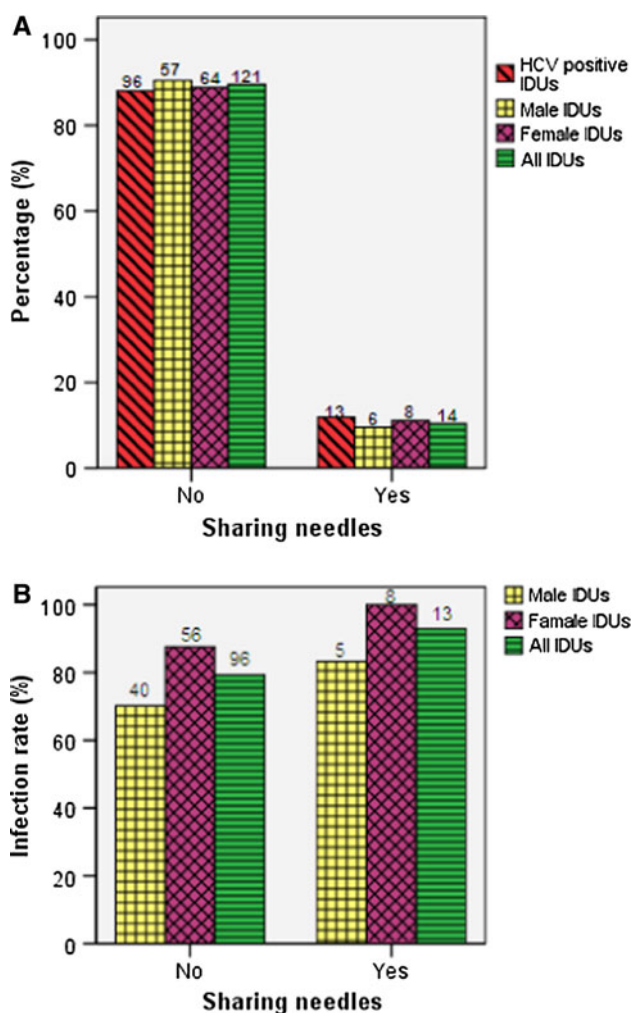 A
100
80
60
40
20
0
Percentage (%)
96
57
64
121
13
6
8
14
No
Yes
Sharing needles
HCV positive
IDUs
Male IDUs
Female IDUs
All IDUs
B
100
80
60
40
20
0
Infection rate (%)
40
56
96
5
8
13
No
Yes
Sharing needles
Male IDUs
Famale IDUs
All IDUs